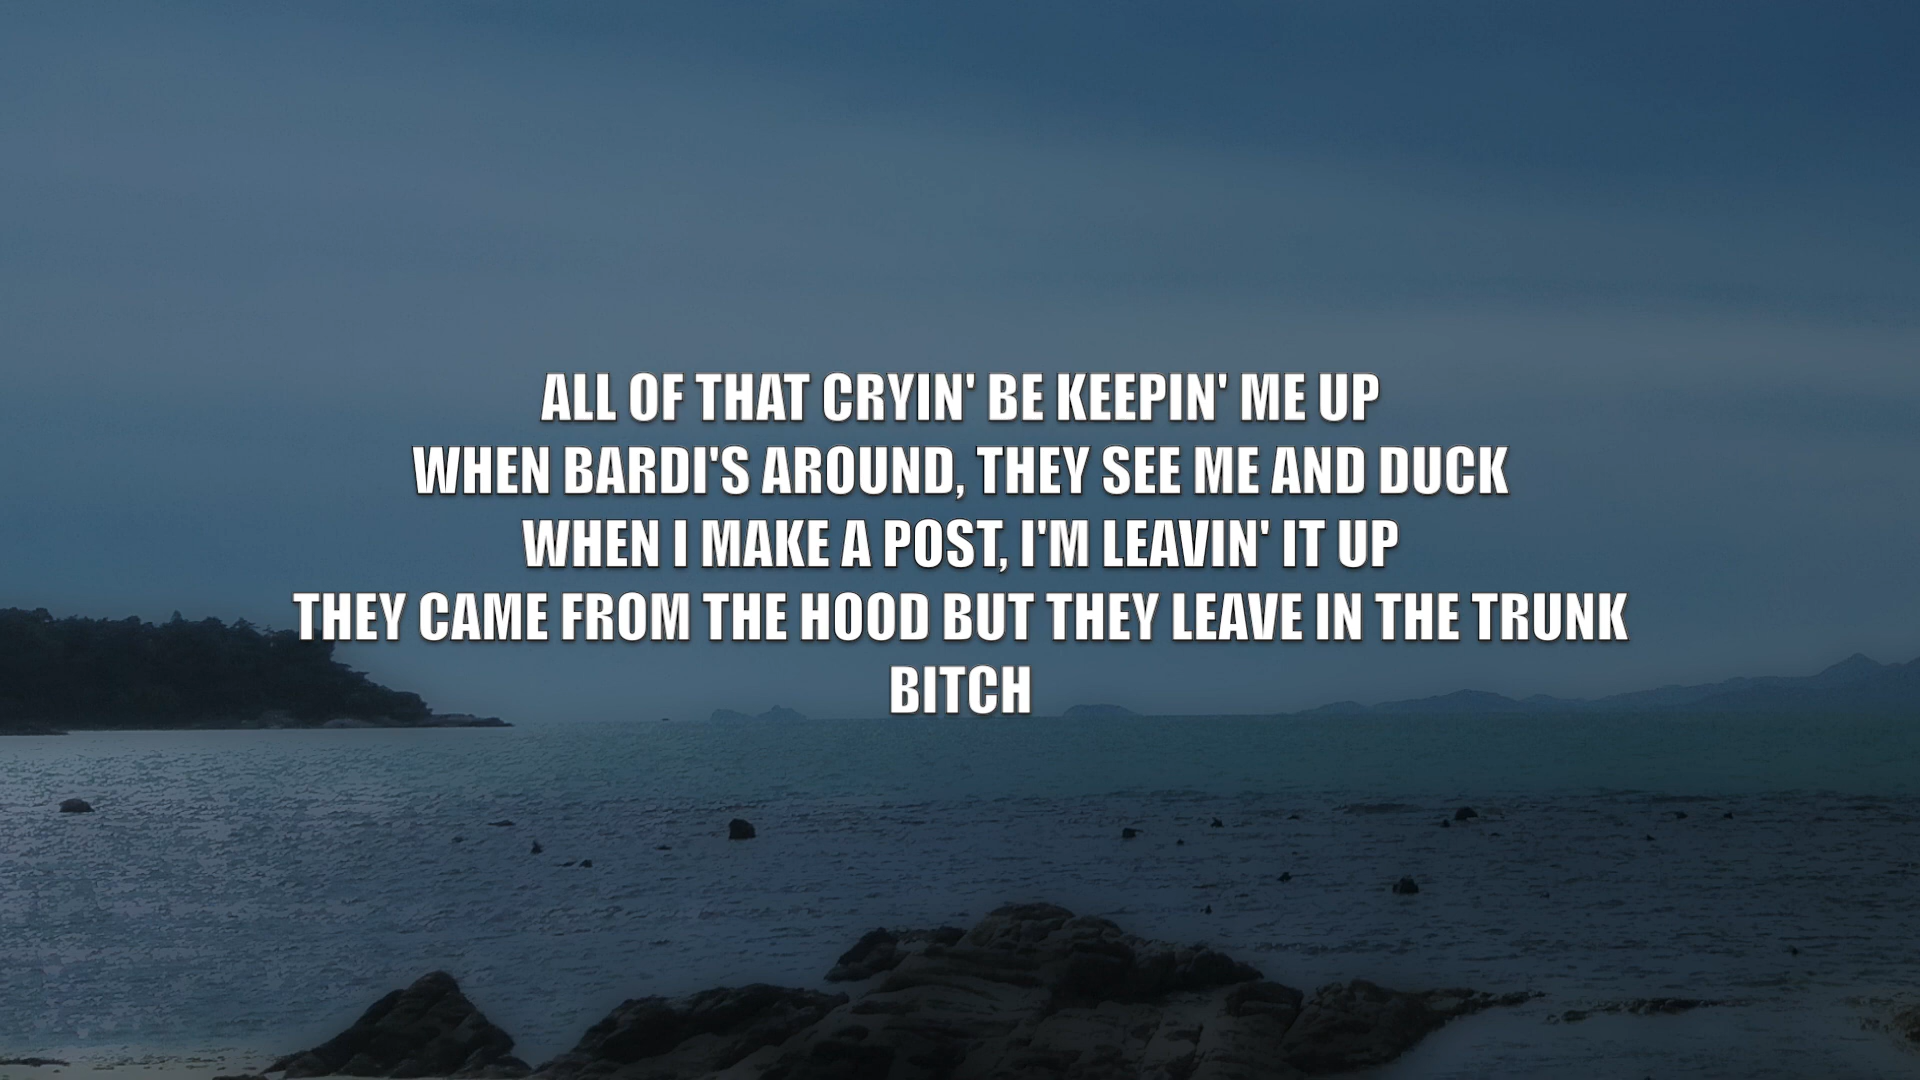 ALL OF THAT CRYIN' BE KEEPIN' ME UP
WHEN BARDI'S AROUND, THEY SEE ME AND DUCK
WHEN I MAKE A POST, I'M LEAVIN' IT UP
THEY CAME FROM THE HOOD BUT THEY LEAVE IN THE TRUNK
BITCH